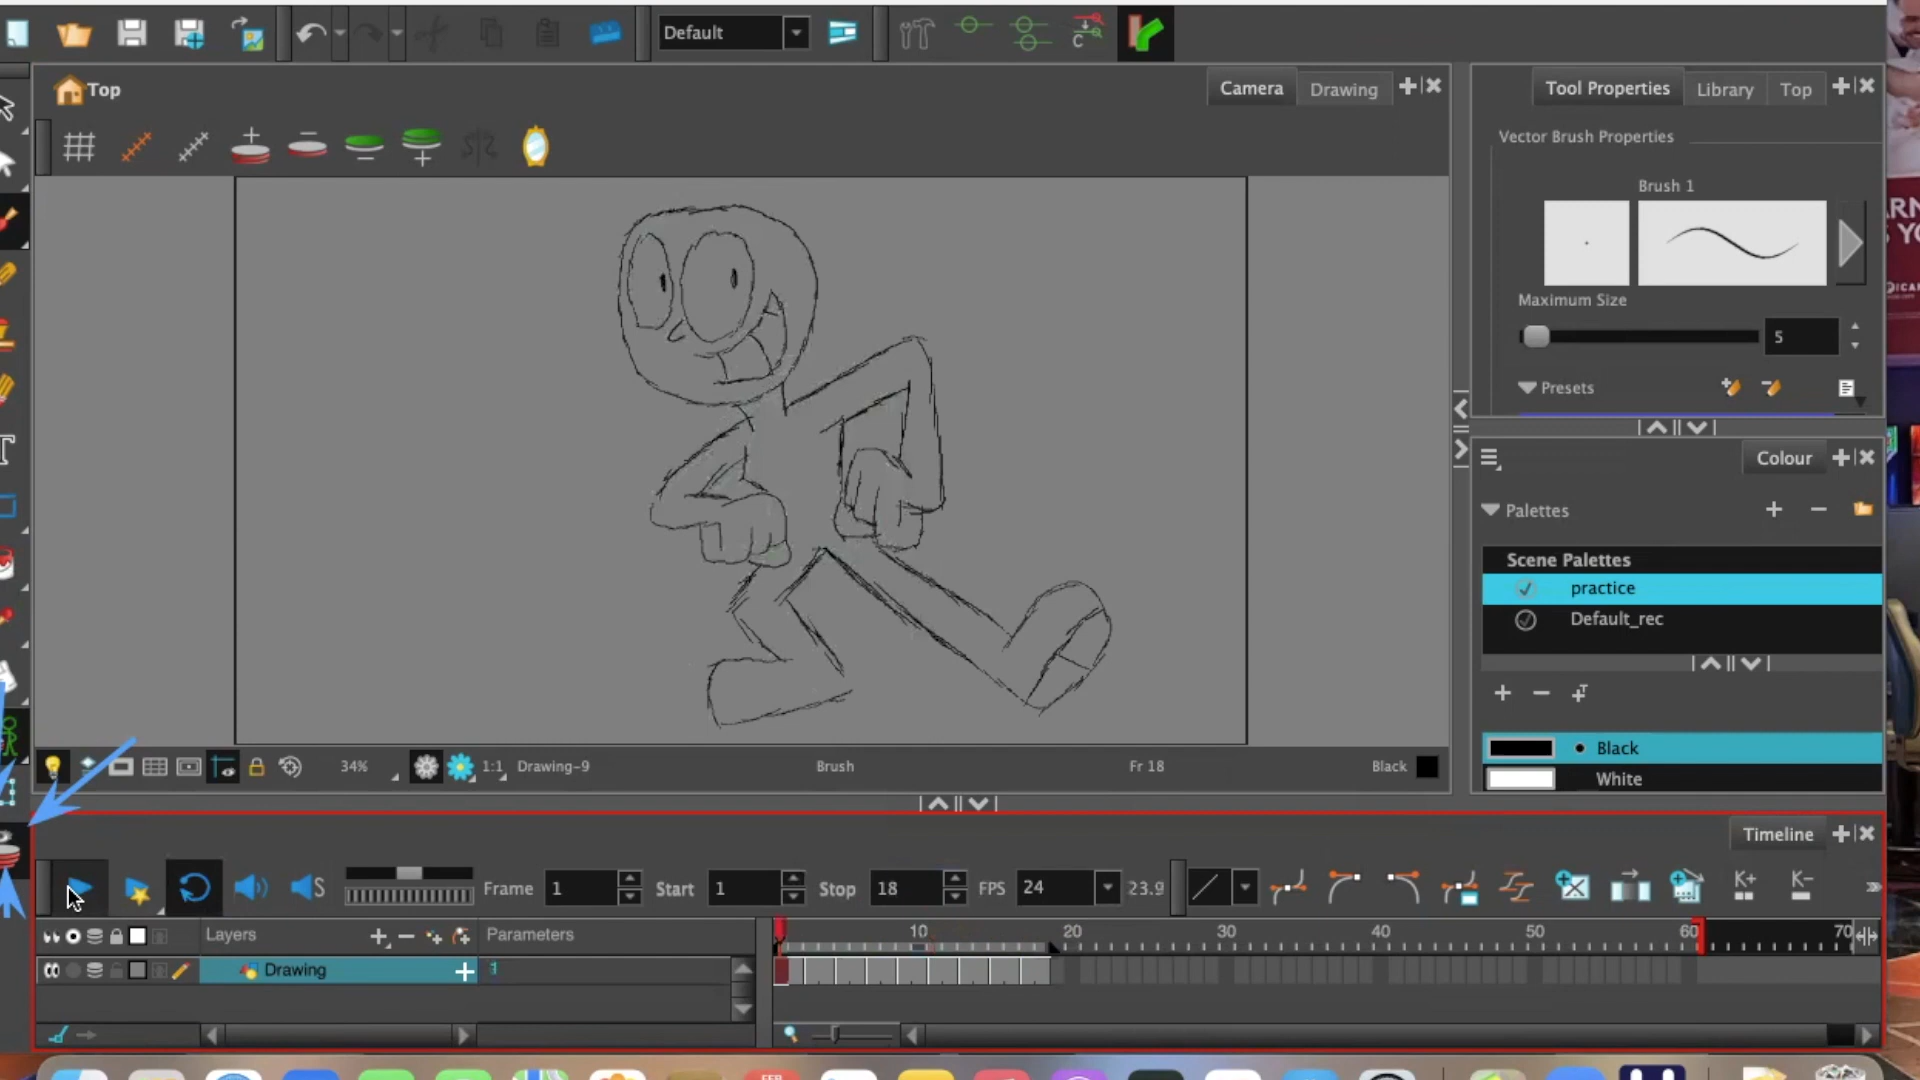 Default
C
Top
Camera
Drawing
Tool Properties
Library
Top
Vector Brush Properties
Brush 1
Maximum Size
5
Presets
Colour
Palettes
Scene Palettes
practice
Default_rec
Black
White
34%
1:1
Drawing-9
Brush
Fr 18
Black
Timeline
S
Frame 1
Start 1
Stop 18
FPS 24
23.9
K+
K-
Layers
Parameters
10 20 30 40 50 60 70
Drawing
FEB
T